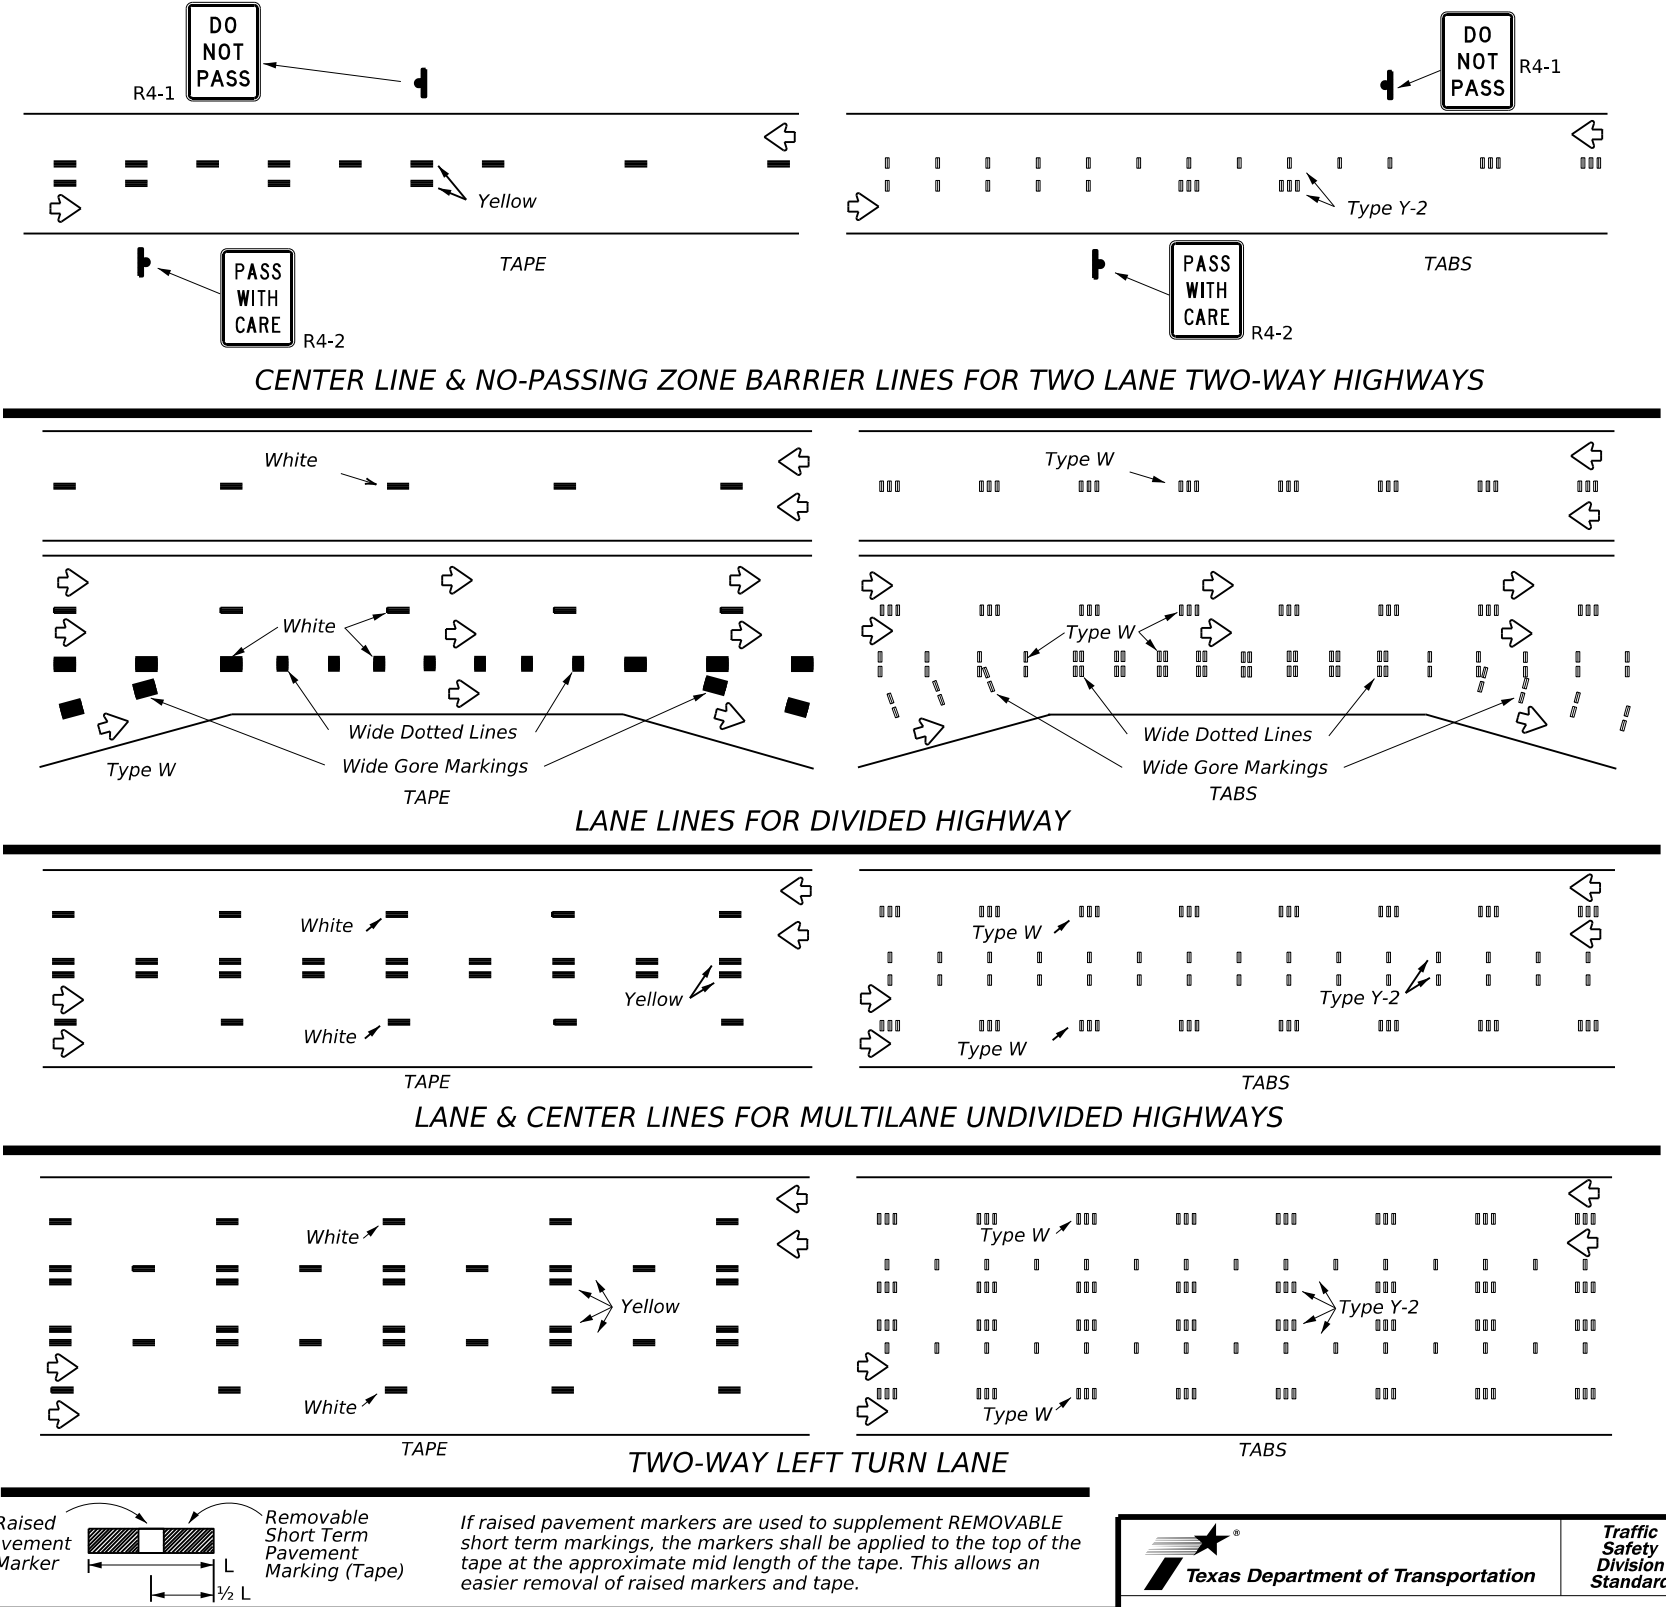 DO
NOT
PASS
R4-1
DO
NOT
PASS
R4-1
Yellow
Type Y-2
PASS
WITH
CARE
R4-2
TAPE
PASS
WITH
CARE
R4-2
TABS
CENTER LINE & NO-PASSING ZONE BARRIER LINES FOR TWO LANE TWO-WAY HIGHWAYS
White
Type W
White
Type W
Wide Dotted Lines
Wide Gore Markings
Type W
TAPE
Wide Dotted Lines
Wide Gore Markings
TABS
LANE LINES FOR DIVIDED HIGHWAY
White
Yellow
White
TAPE
Type W
Type Y-2
Type W
TABS
LANE & CENTER LINES FOR MULTILANE UNDIVIDED HIGHWAYS
White
Yellow
White
TAPE
Type W
Type Y-2
Type W
TABS
TWO-WAY LEFT TURN LANE
Raised
avement
Marker
L
½ L
Removable
Short Term
Pavement
Marking (Tape)
If raised pavement markers are used to supplement REMOVABLE
short term markings, the markers shall be applied to the top of the
tape at the approximate mid length of the tape. This allows an
easier removal of raised markers and tape.
®
Texas Department of Transportation
Traffic
Safety
Division
Standard